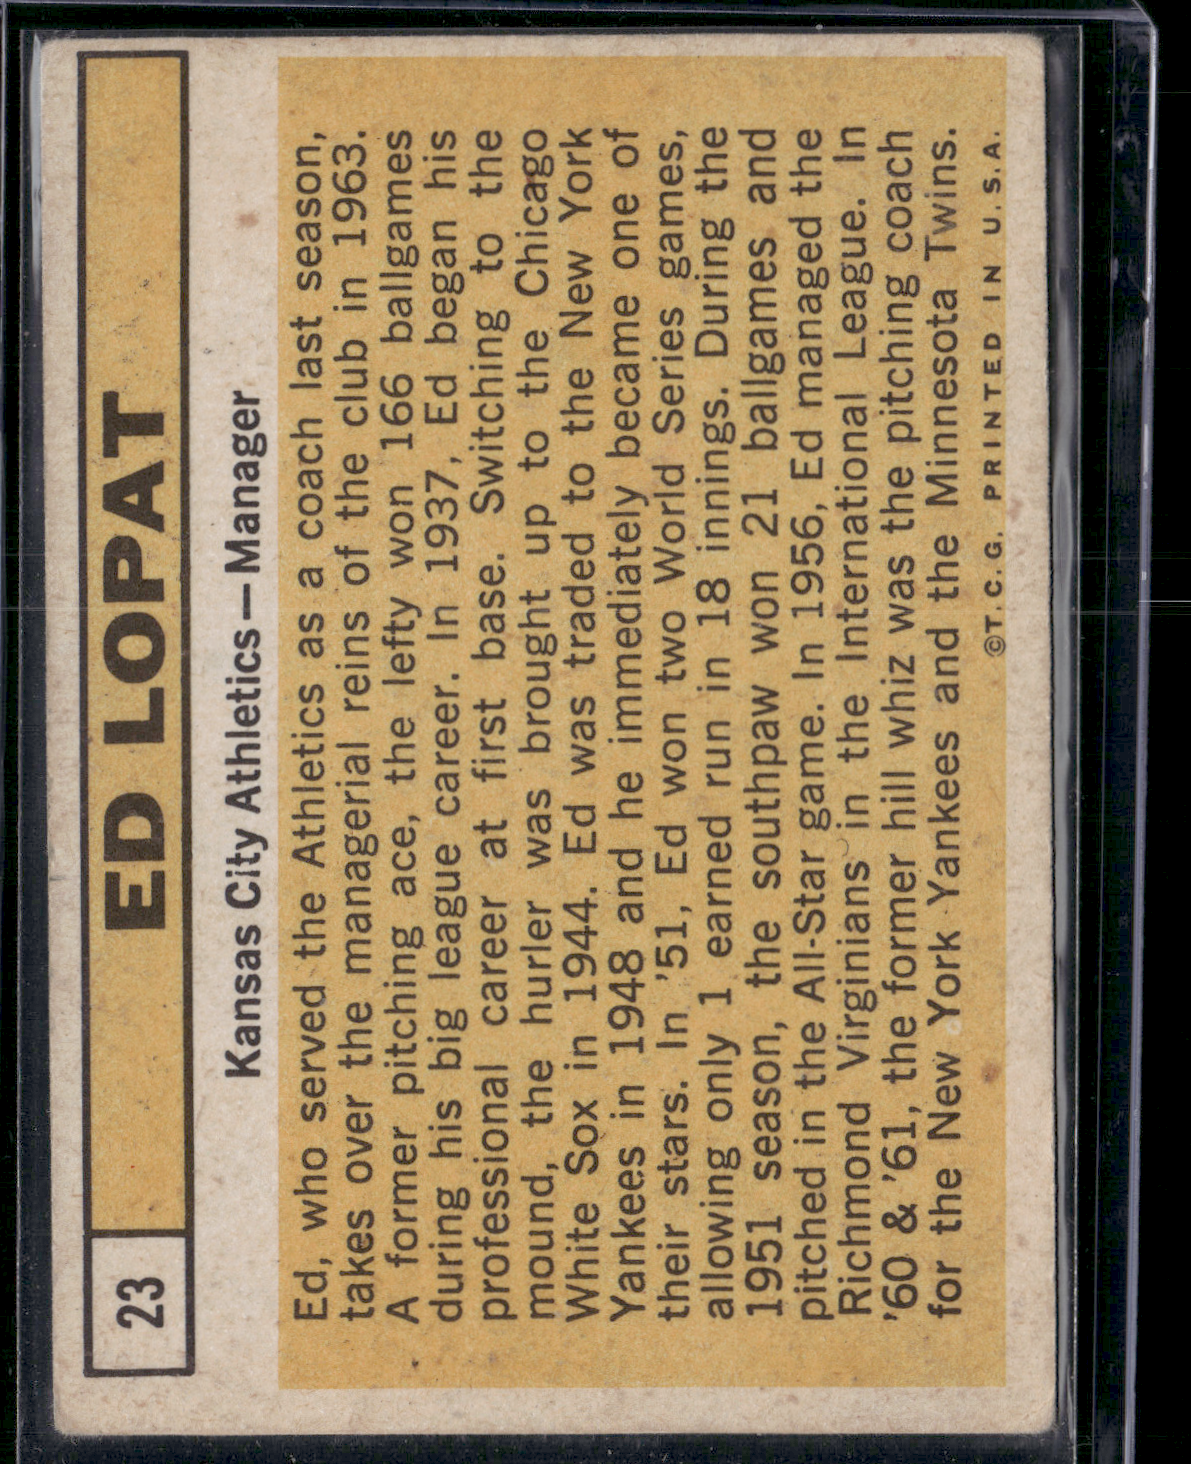 23
ED LOPAT
Kansas City Athletics—Manager
Ed, who served the Athletics as a coach last season,
takes over the managerial reins of the club in 1963.
A former pitching ace, the lefty won 166 ballgames
during his big league career. In 1937, Ed began his
professional career at first base. Switching to the
mound, the hurler was brought up to the Chicago
White Sox in 1944. Ed was traded to the New York
Yankees in 1948 and he immediately became one of
their stars. In '51, Ed won two World Series games,
allowing only 1 earned run in 18 innings. During the
1951 season, the southpaw won 21 ballgames and
pitched in the All-Star game. In 1956, Ed managed the
Richmond Virginians in the International League. In
'60 & '61, the former hill whiz was the pitching coach
for the New York Yankees and the Minnesota Twins.
©T.C.G. PRINTED IN U.S.A.